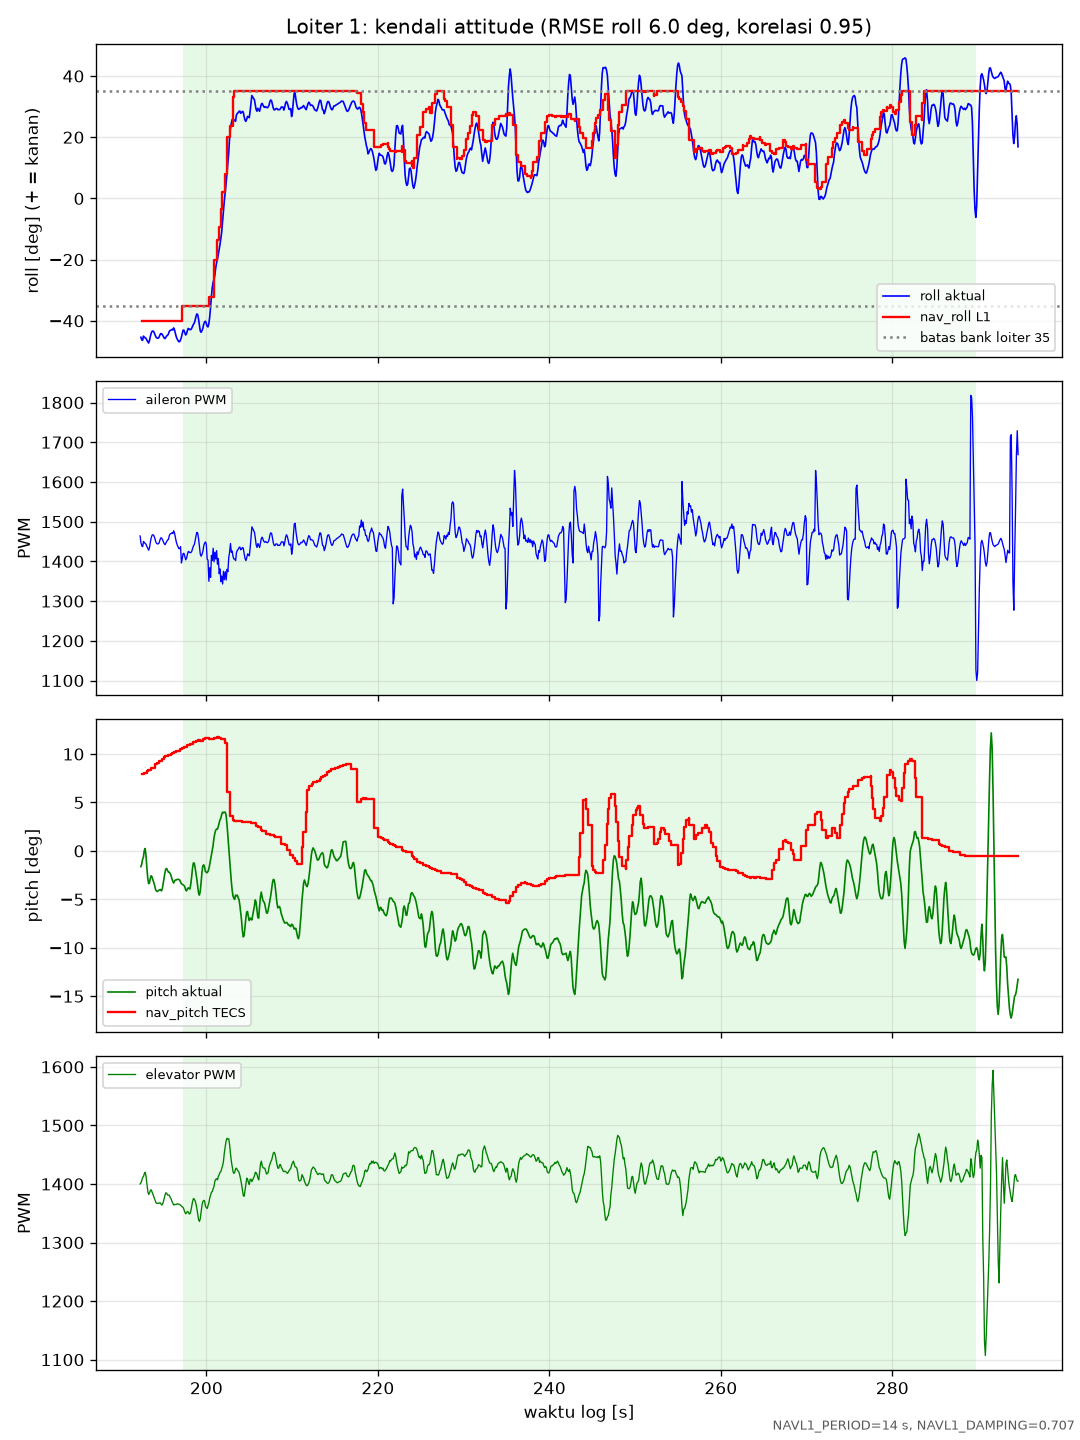 Loiter 1: kendali attitude (RMSE roll 6.0 deg, korelasi 0.95)
40
20
0
−20
−40
roll [deg] (+ = kanan)
roll aktual
nav_roll L1
batas bank loiter 35
aileron PWM
1800
1700
1600
1500
1400
1300
1200
1100
PWM
10
5
0
−5
−10
−15
pitch [deg]
pitch aktual
nav_pitch TECS
elevator PWM
1600
1500
1400
1300
1200
1100
PWM
200 220 240 260 280
waktu log [s]
NAVL1_PERIOD=14 s, NAVL1_DAMPING=0.707